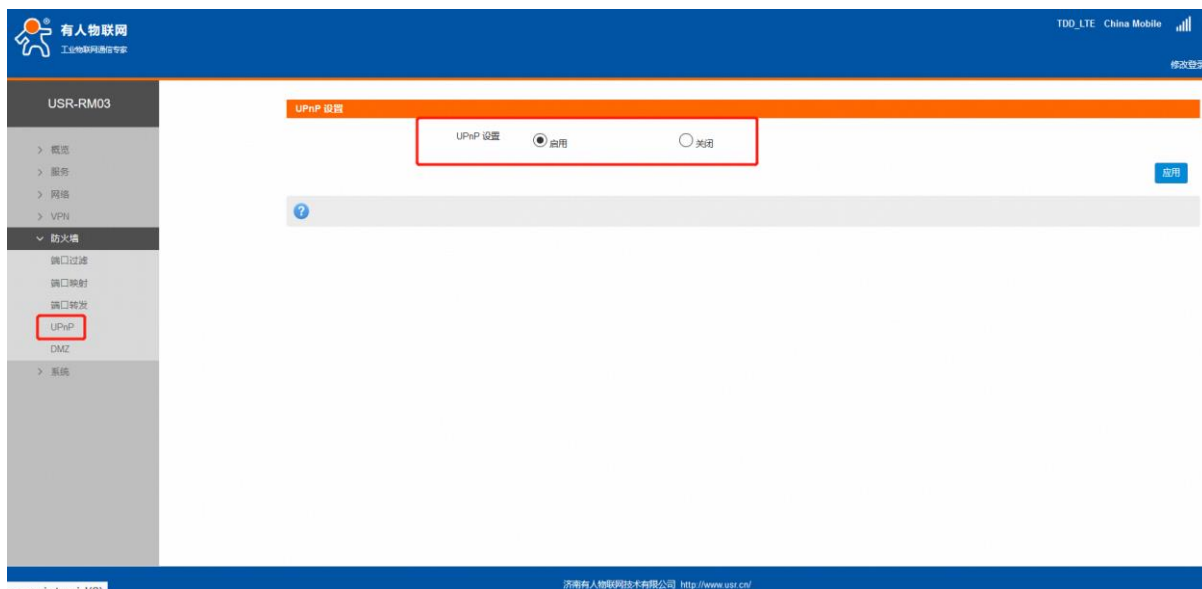 有人物联网
工业物联网通信专家
TDD_LTE China Mobile
修改登录
USR-RM03
> 概览
> 服务
> 网络
> VPN
防火墙
端口过滤
端口映射
端口转发
UPnP
DMZ
> 系统
UPnP 设置
UPnP 设置 启用 关闭
应用
?
济南有人物联网技术有限公司 http://www.usr.cn/